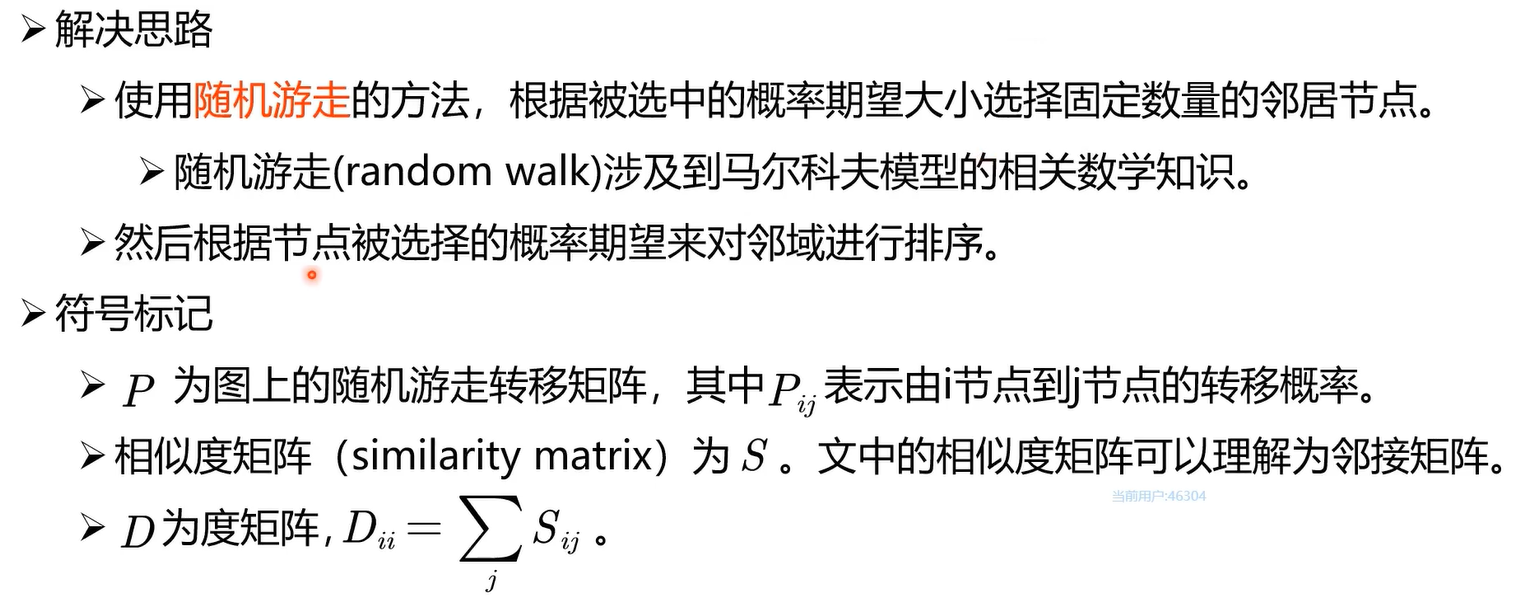 ➢ 解决思路
➢ 使用随机游走的方法，根据被选中的概率期望大小选择固定数量的邻居节点。
➢ 随机游走(random walk)涉及到马尔科夫模型的相关数学知识。
➢ 然后根据节点被选择的概率期望来对邻域进行排序。
➢ 符号标记
➢ P 为图上的随机游走转移矩阵，其中P_{ij}表示由i节点到j节点的转移概率。
➢ 相似度矩阵（similarity matrix）为 S 。文中的相似度矩阵可以理解为邻接矩阵。
当前用户:46304
➢ D为度矩阵, D_{ii} = \sum_{j} S_{ij} 。